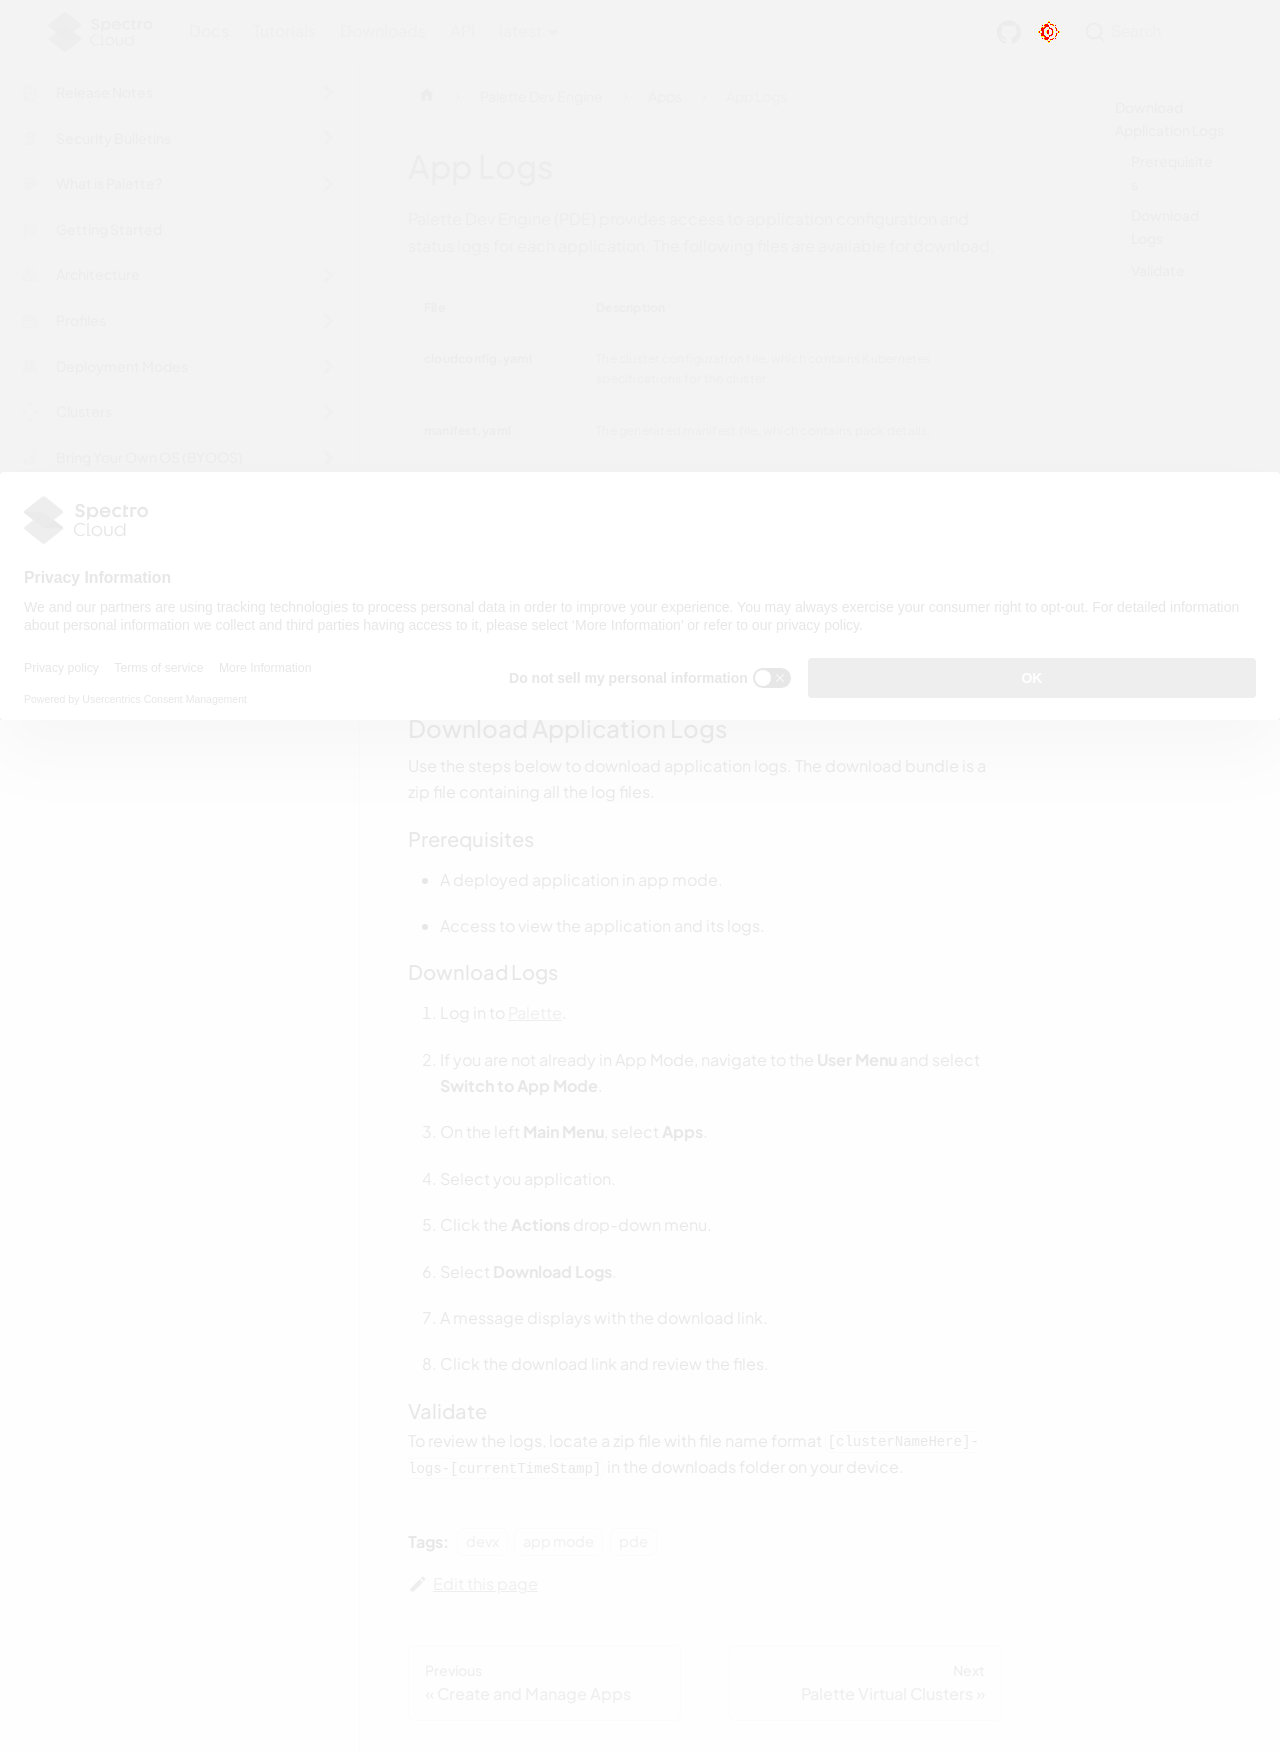 Spectro Cloud
Docs Tutorials Downloads API latest
Search
Release Notes
Security Bulletins
What is Palette?
Getting Started
Architecture
Profiles
Deployment Modes
Clusters
Bring Your Own OS (BYOOS)
Palette Dev Engine
Apps
App Logs
App Logs
Palette Dev Engine (PDE) provides access to application configuration and
status logs for each application. The following files are available for download.
File Description
cloudconfig.yaml The cluster configuration file, which contains Kubernetes
specifications for the cluster.
manifest.yaml The generated manifest file, which contains pack details.
Download
Application Logs
Prerequisite
s
Download
Logs
Validate
Spectro
Cloud
Privacy Information
We and our partners are using tracking technologies to process personal data in order to improve your experience. You may always exercise your consumer right to opt-out. For detailed information
about personal information we collect and third parties having access to it, please select 'More Information' or refer to our privacy policy.
Privacy policy Terms of service More Information
Powered by Usercentrics Consent Management
Do not sell my personal information
OK
Download Application Logs
Use the steps below to download application logs. The download bundle is a
zip file containing all the log files.
Prerequisites
• A deployed application in app mode.
• Access to view the application and its logs.
Download Logs
1. Log in to Palette.
2. If you are not already in App Mode, navigate to the User Menu and select
Switch to App Mode.
3. On the left Main Menu, select Apps.
4. Select you application.
5. Click the Actions drop-down menu.
6. Select Download Logs.
7. A message displays with the download link.
8. Click the download link and review the files.
Validate
To review the logs, locate a zip file with file name format [clusterNameHere]-
logs-[currentTimeStamp] in the downloads folder on your device.
Tags: devx app mode pde
Edit this page
Previous
« Create and Manage Apps
Next
Palette Virtual Clusters »